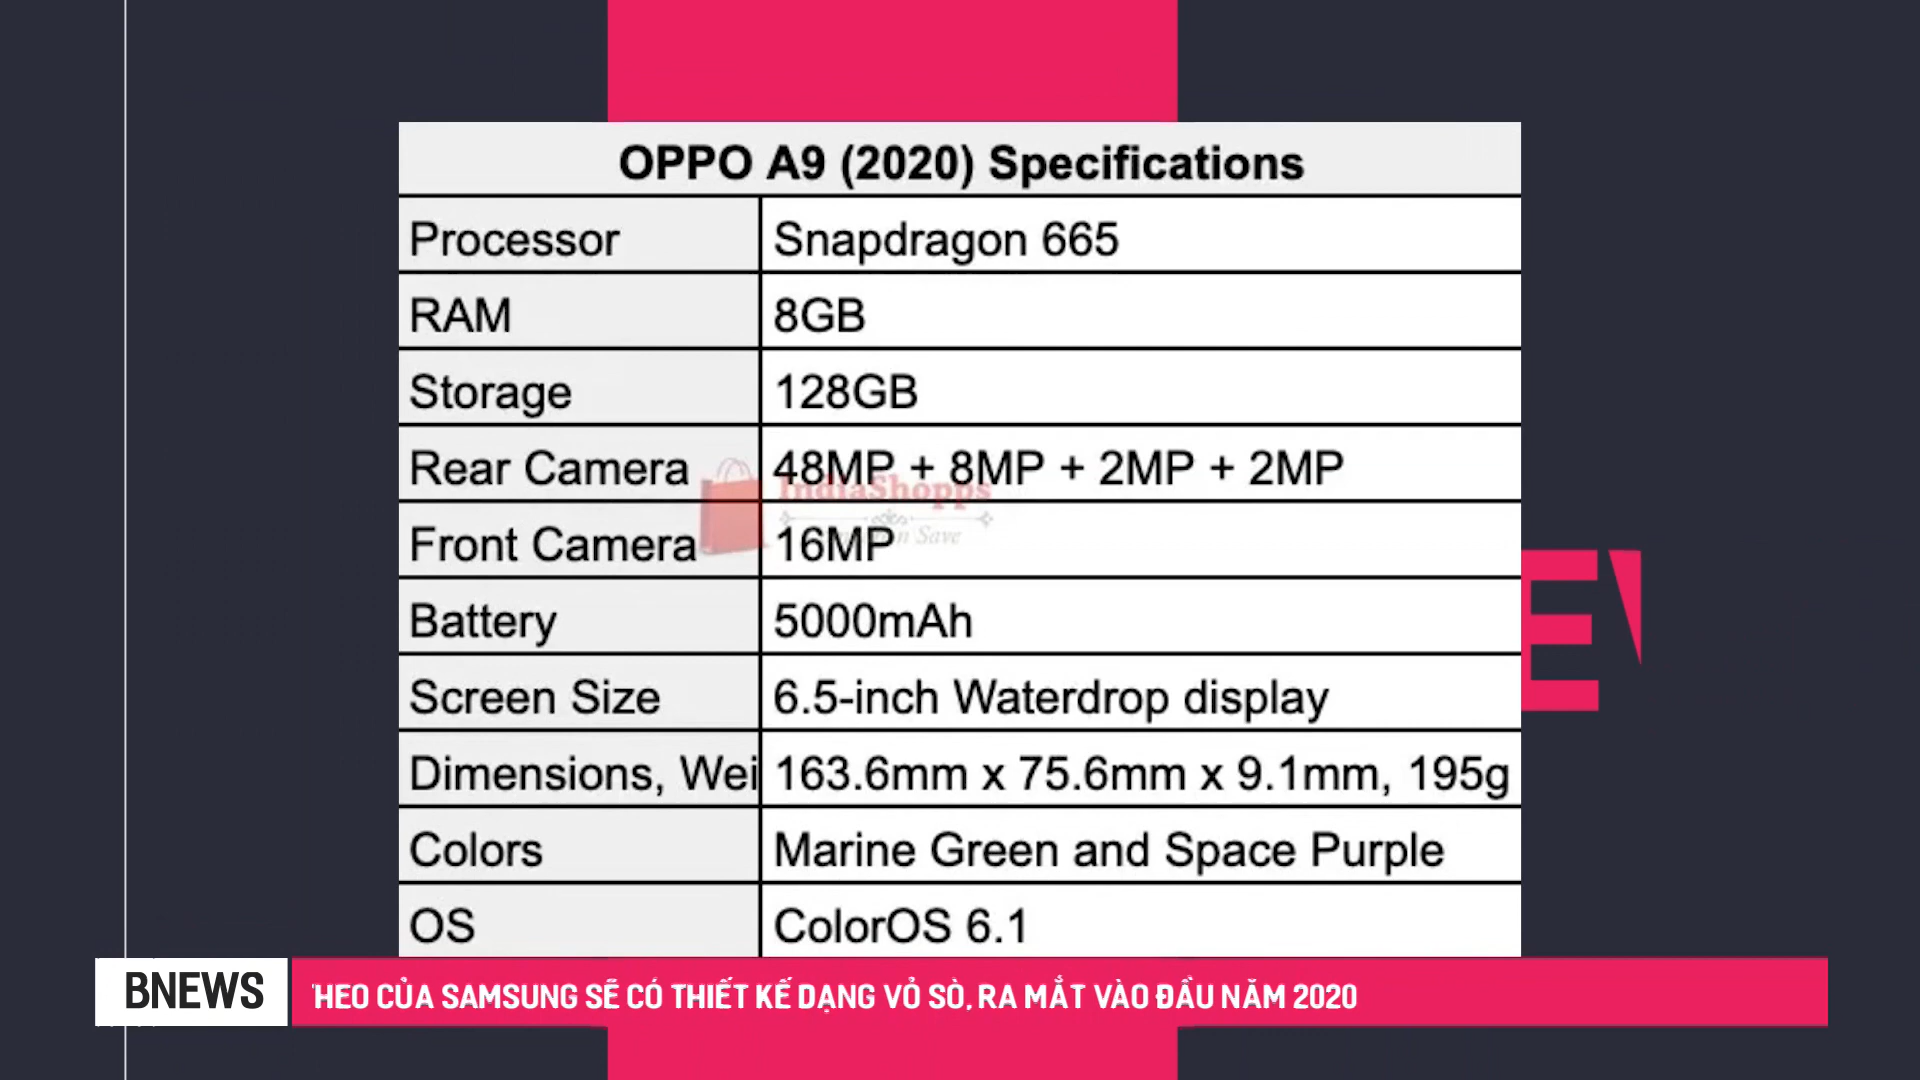 OPPO A9 (2020) Specifications
Processor Snapdragon 665
RAM 8GB
Storage 128GB
Rear Camera 48MP + 8MP + 2MP + 2MP
IndiaShopps
Front Camera 16MP
Save
Battery 5000mAh
Screen Size 6.5-inch Waterdrop display
Dimensions, Wei 163.6mm x 75.6mm x 9.1mm, 195g
Colors Marine Green and Space Purple
OS ColorOS 6.1
BNEWS HEO CỦA SAMSUNG SẼ CÓ THIẾT KẾ DẠNG VỎ SÒ, RA MẮT VÀO ĐẦU NĂM 2020